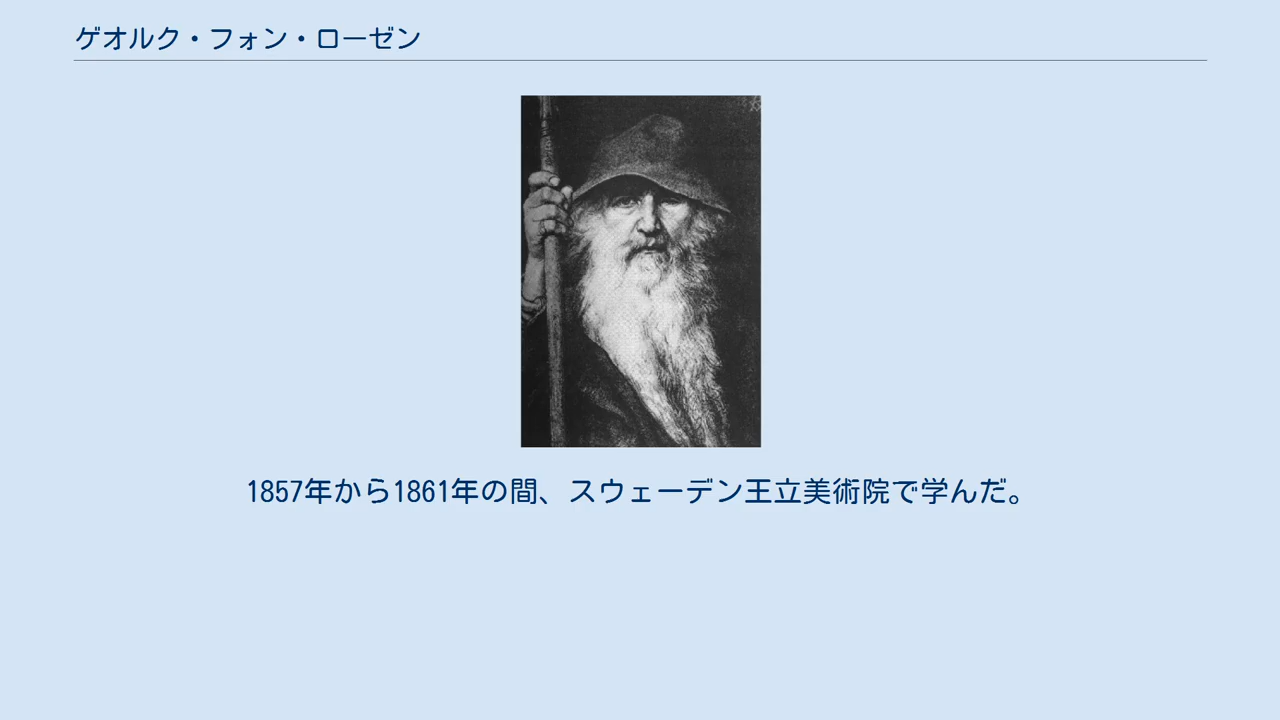 ゲオルク・フォン・ローゼン
1857年から1861年の間、スウェーデン王立美術院で学んだ。